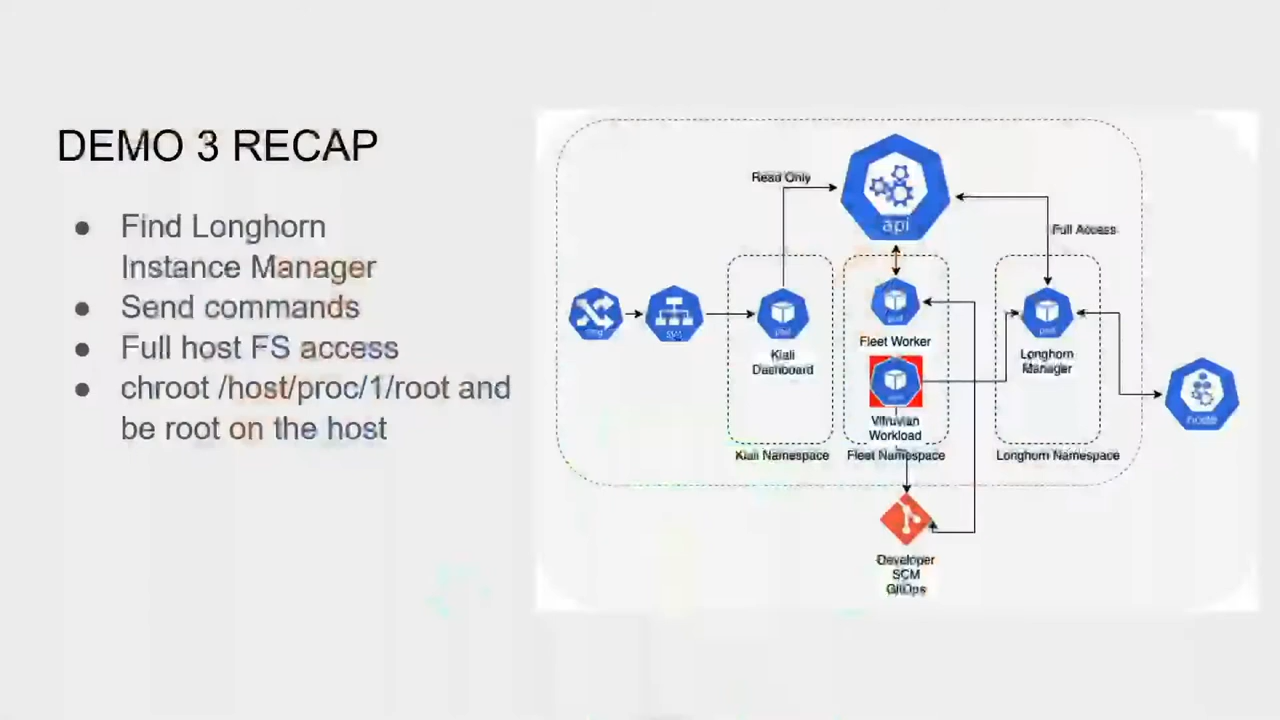 DEMO 3 RECAP
● Find Longhorn
Instance Manager
● Send commands
● Full host FS access
● chroot /host/proc/1/root and
be root on the host
Read Only
api
Full Access
Fleet Worker
Kiali
Dashboard
Longhorn
Manager
Vitruvian
Workload
node
Kiali Namespace
Fleet Namespace
Longhorn Namespace
Developer
SCM
GitOps